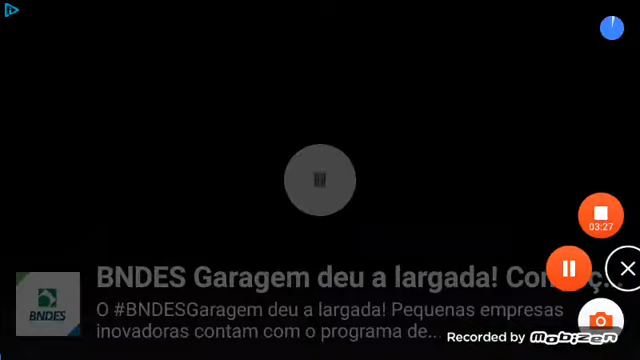 03:27
BNDES Garagem deu a largada!
O #BNDESGaragem deu a largada! Pequenas empresas
inovadoras contam com o programa de...
BNDES
Recorded by mobizen